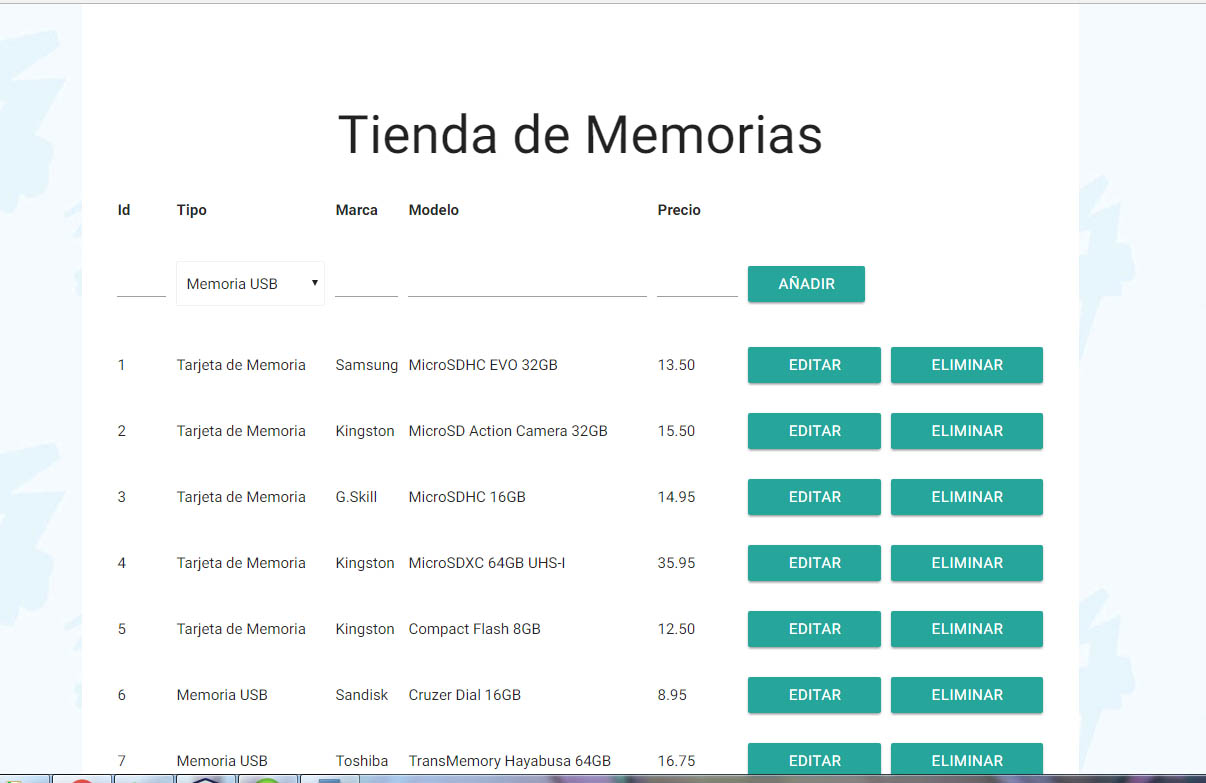 Tienda de Memorias
Id Tipo Marca Modelo Precio
Memoria USB AÑADIR
1 Tarjeta de Memoria Samsung MicroSDHC EVO 32GB 13.50 EDITAR ELIMINAR
2 Tarjeta de Memoria Kingston MicroSD Action Camera 32GB 15.50 EDITAR ELIMINAR
3 Tarjeta de Memoria G.Skill MicroSDHC 16GB 14.95 EDITAR ELIMINAR
4 Tarjeta de Memoria Kingston MicroSDXC 64GB UHS-I 35.95 EDITAR ELIMINAR
5 Tarjeta de Memoria Kingston Compact Flash 8GB 12.50 EDITAR ELIMINAR
6 Memoria USB Sandisk Cruzer Dial 16GB 8.95 EDITAR ELIMINAR
7 Memoria USB Toshiba TransMemory Hayabusa 64GB 16.75 EDITAR ELIMINAR